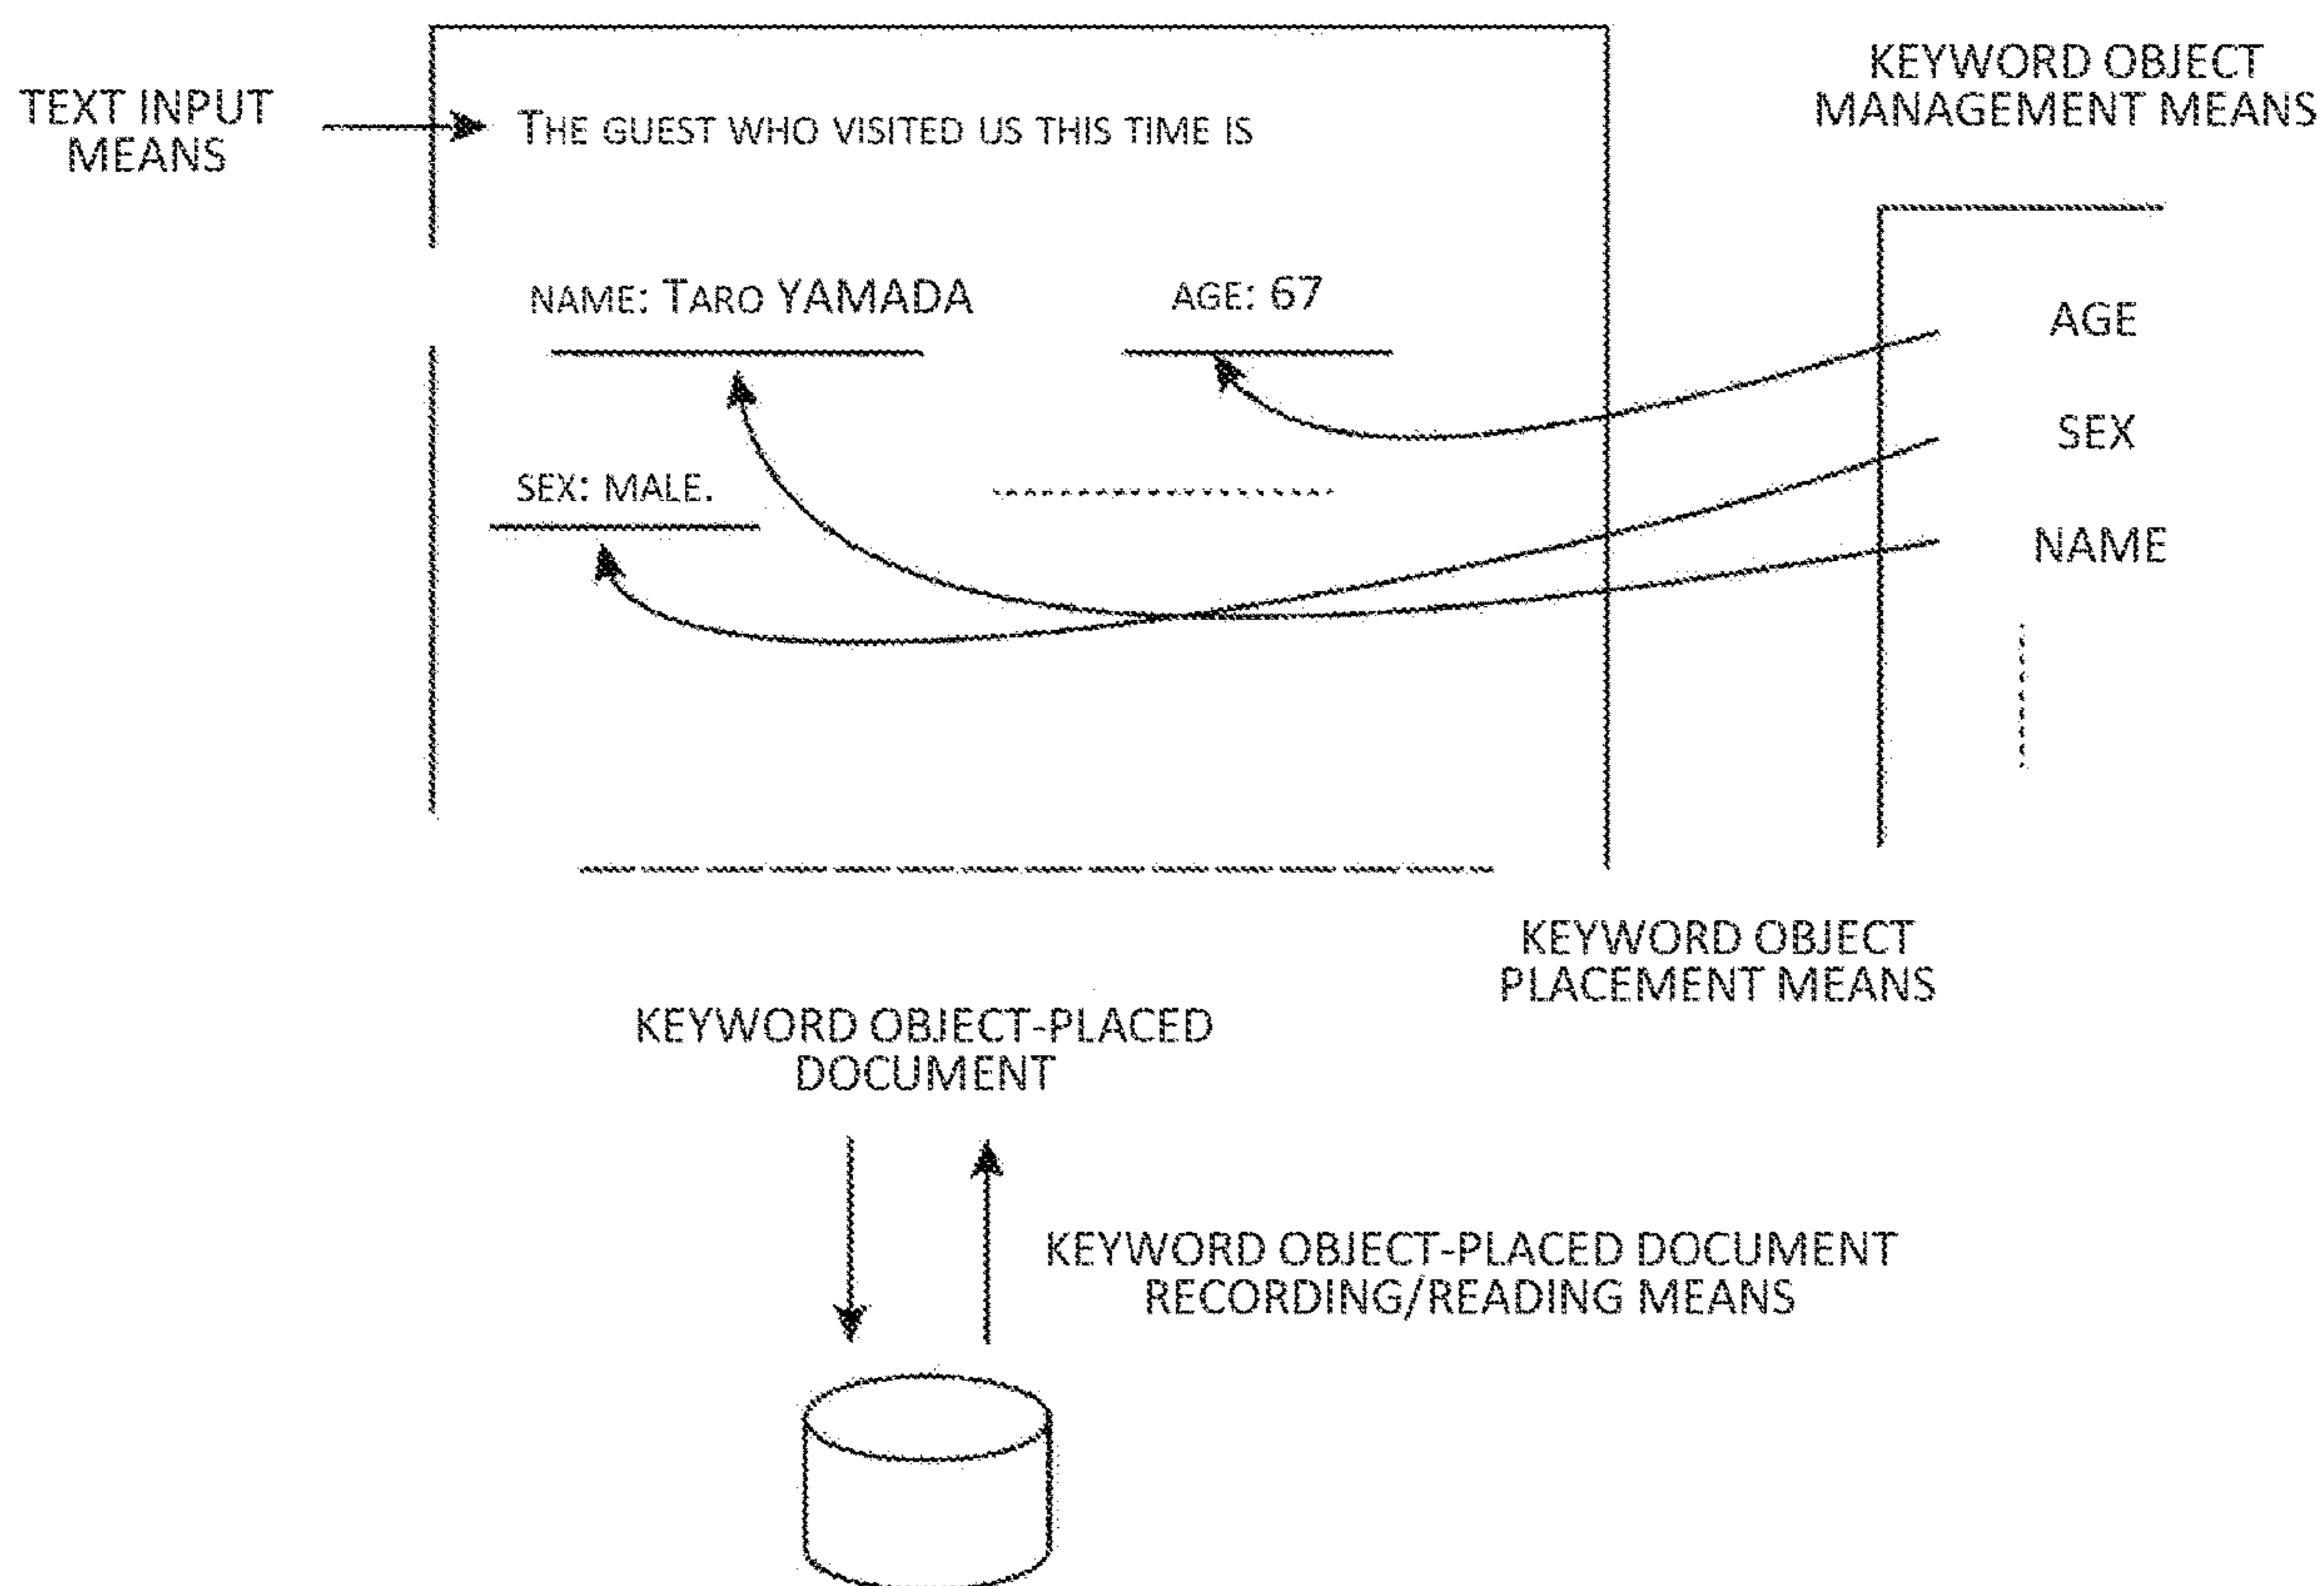 TEXT INPUT
MEANS
THE GUEST WHO VISITED US THIS TIME IS
NAME: TARO YAMADA
AGE: 67
SEX: MALE.
KEYWORD OBJECT
MANAGEMENT MEANS
AGE
SEX
NAME
KEYWORD OBJECT
PLACEMENT MEANS
KEYWORD OBJECT-PLACED
DOCUMENT
KEYWORD OBJECT-PLACED DOCUMENT
RECORDING/READING MEANS